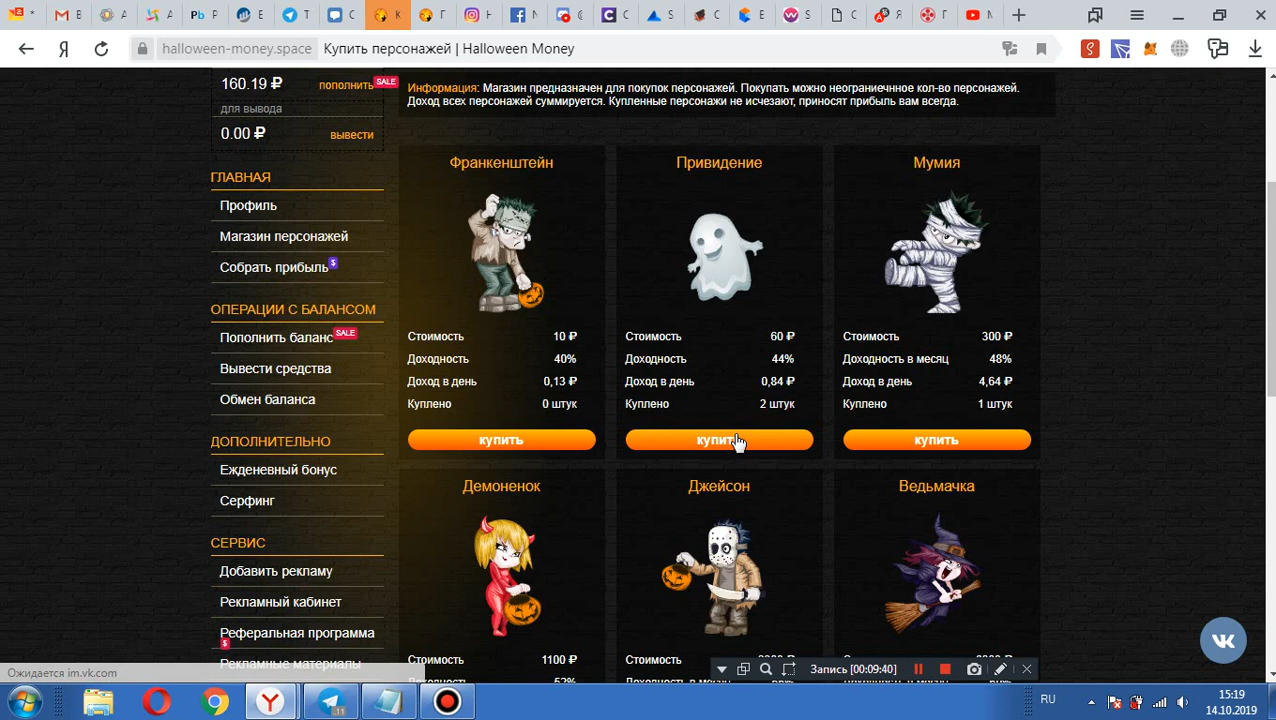 halloween-money.space Купить персонажей | Halloween Money
160.19 ₽ пополнить SALE
для вывода
0.00 ₽ вывести
ГЛАВНАЯ
Профиль
Магазин персонажей
Собрать прибыль $
ОПЕРАЦИИ С БАЛАНСОМ
Пополнить баланс SALE
Вывести средства
Обмен баланса
ДОПОЛНИТЕЛЬНО
Ежденевный бонус
Серфинг
СЕРВИС
Добавить рекламу
Рекламный кабинет
Реферальная программа
$
Рекламные материалы
Информация: Магазин предназначен для покупок персонажей. Покупать можно неограничнное кол-во персонажей.
Доход всех персонажей суммируется. Купленные персонажи не исчезают, приносят прибыль вам всегда.
Франкенштейн
Стоимость 10 ₽
Доходность 40%
Доход в день 0,13 ₽
Куплено 0 штук
купить
Привидение
Стоимость 60 ₽
Доходность 44%
Доход в день 0,84 ₽
Куплено 2 штук
купить
Мумия
Стоимость 300 ₽
Доходность в месяц 48%
Доход в день 4,64 ₽
Куплено 1 штук
купить
Демоненок
Стоимость 1100 ₽
Джейсон
Стоимость
Ведьмачка
Запись [00:09:40]
Ожидается im.vk.com
11
RU
15:19
14.10.2019